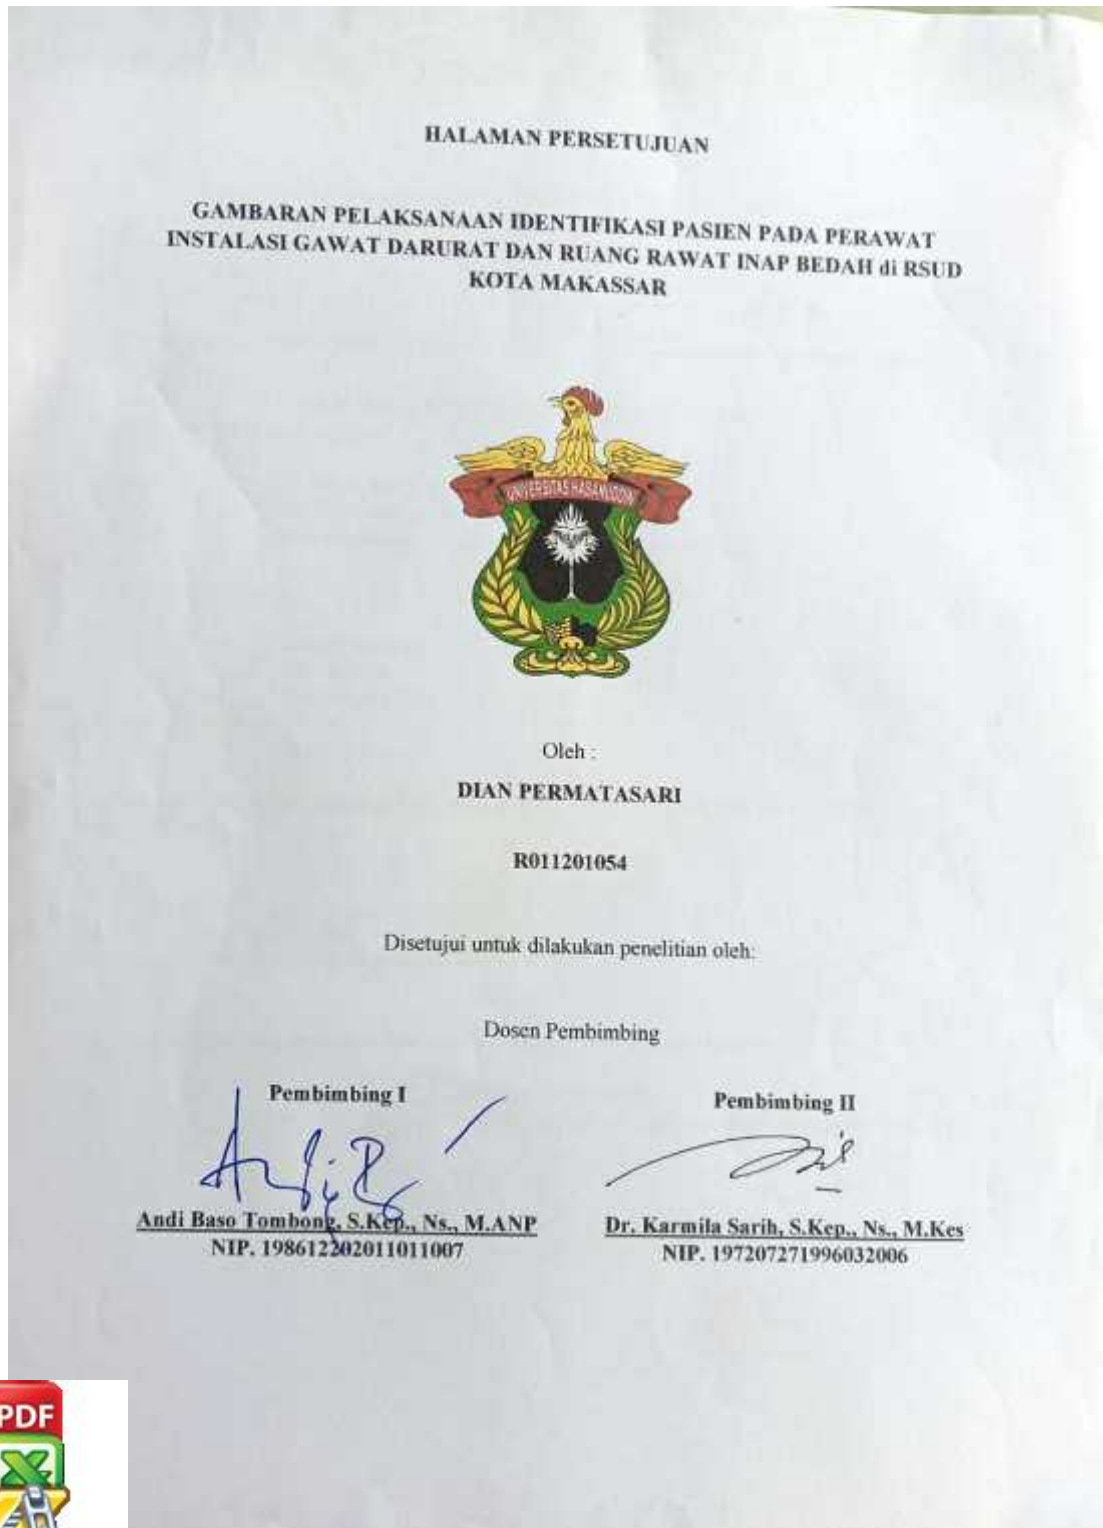 HALAMAN PERSETUJUAN
GAMBARAN PELAKSANAAN IDENTIFIKASI PASIEN PADA PERAWAT
INSTALASI GAWAT DARURAT DAN RUANG RAWAT INAP BEDAH di RSUD
KOTA MAKASSAR
UNIVERSITAS HASANUDDIN
Oleh :
DIAN PERMATASARI
R011201054
Disetujui untuk dilakukan penelitian oleh:
Dosen Pembimbing
Pembimbing I
Andi Baso Tombong, S.Kep., Ns., M.ANP
NIP. 198612202011011007
Pembimbing II
Dr. Karmila Sarih, S.Kep., Ns., M.Kes
NIP. 197207271996032006
PDF